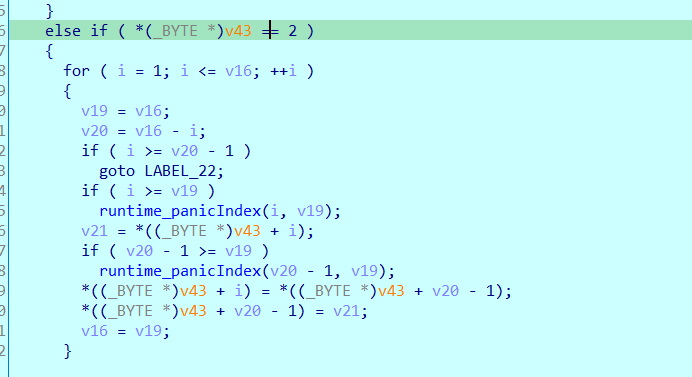 5 }
6 else if ( *(_BYTE *)v43 == 2 )
7 {
8 for ( i = 1; i <= v16; ++i )
9 {
0 v19 = v16;
1 v20 = v16 - i;
2 if ( i >= v20 - 1 )
3 goto LABEL_22;
4 if ( i >= v19 )
5 runtime_panicIndex(i, v19);
6 v21 = *((_BYTE *)v43 + i);
7 if ( v20 - 1 >= v19 )
8 runtime_panicIndex(v20 - 1, v19);
9 *((_BYTE *)v43 + i) = *((_BYTE *)v43 + v20 - 1);
0 *((_BYTE *)v43 + v20 - 1) = v21;
1 v16 = v19;
2 }